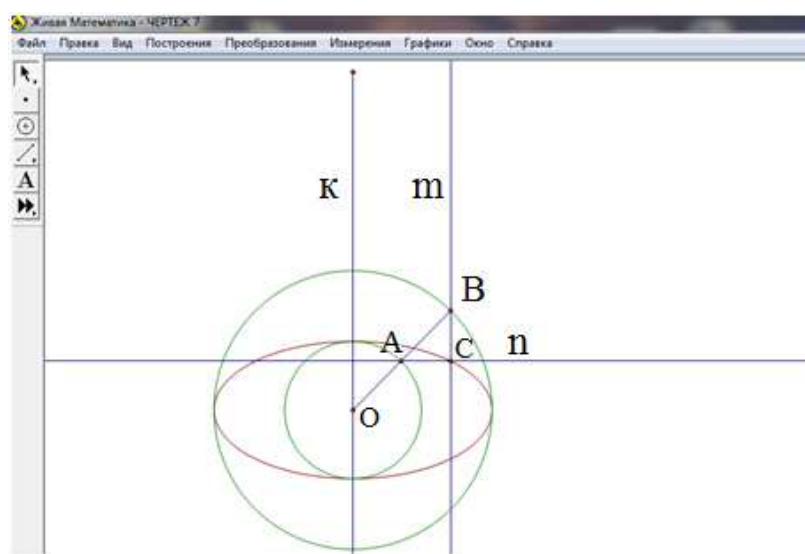 Живая Математика - ЧЕРТЕЖ 7
Файл Правка Вид Построения Преобразования Измерения Графики Окно Справка
A
к m
B
A C n
O